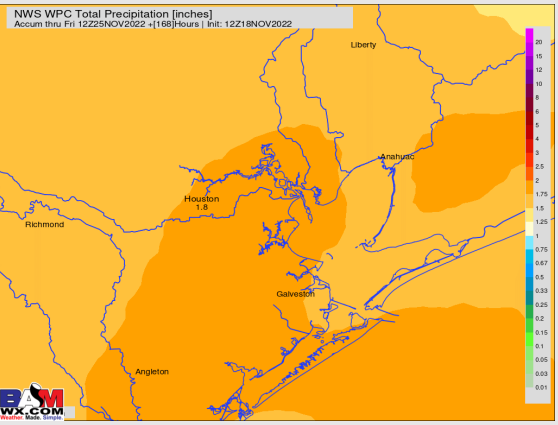 NWS WPC Total Precipitation [inches]
Accum thru Fri 12Z25NOV2022 +[168]Hours | Init: 12Z18NOV2022
Liberty
Anahuac
Houston
1.8
Richmond
Galveston
Angleton
20
15
12
10
8
6
5
4
3
2.5
2
1.75
1.5
1.25
1
0.75
0.67
0.5
0.33
0.25
0.2
0.15
0.1
0.05
0.03
0.01
BAM
WX.COM
Weather. Made. Simple.